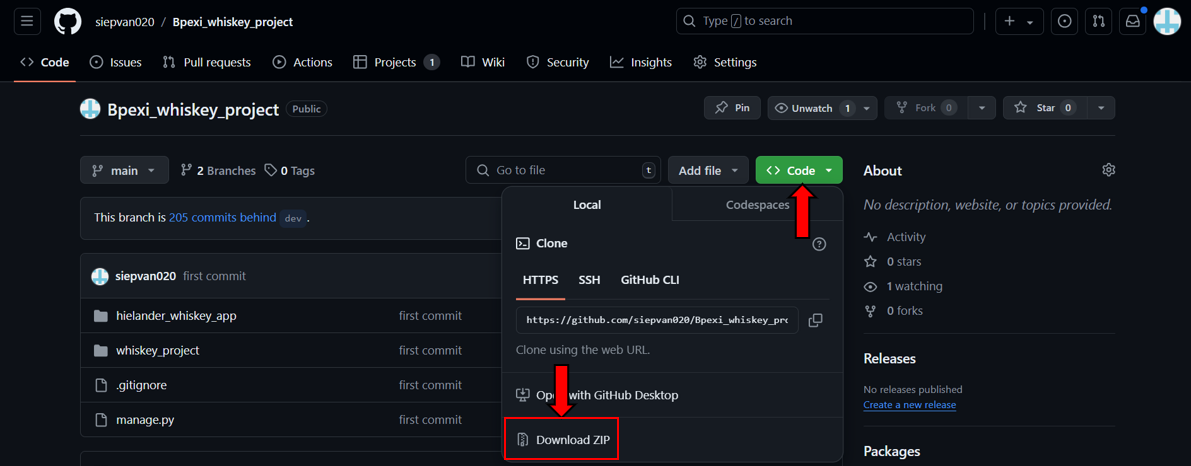 siepvan020 / Bpexi_whiskey_project
Type / to search
Code Issues Pull requests Actions Projects 1 Wiki Security Insights Settings
Bpexi_whiskey_project Public
Pin Unwatch 1 Fork 0 Star 0
main 2 Branches 0 Tags
Go to file t Add file Code
This branch is 205 commits behind dev .
siepvan020 first commit
hielander_whiskey_app first commit
whiskey_project first commit
.gitignore first commit
manage.py first commit
Local Codespaces
Clone
HTTPS SSH GitHub CLI
https://github.com/siepvan020/Bpexi_whiskey_pro
Clone using the web URL.
with GitHub Desktop
Download ZIP
About
No description, website, or topics provided.
Activity
0 stars
1 watching
0 forks
Releases
No releases published
Create a new release
Packages